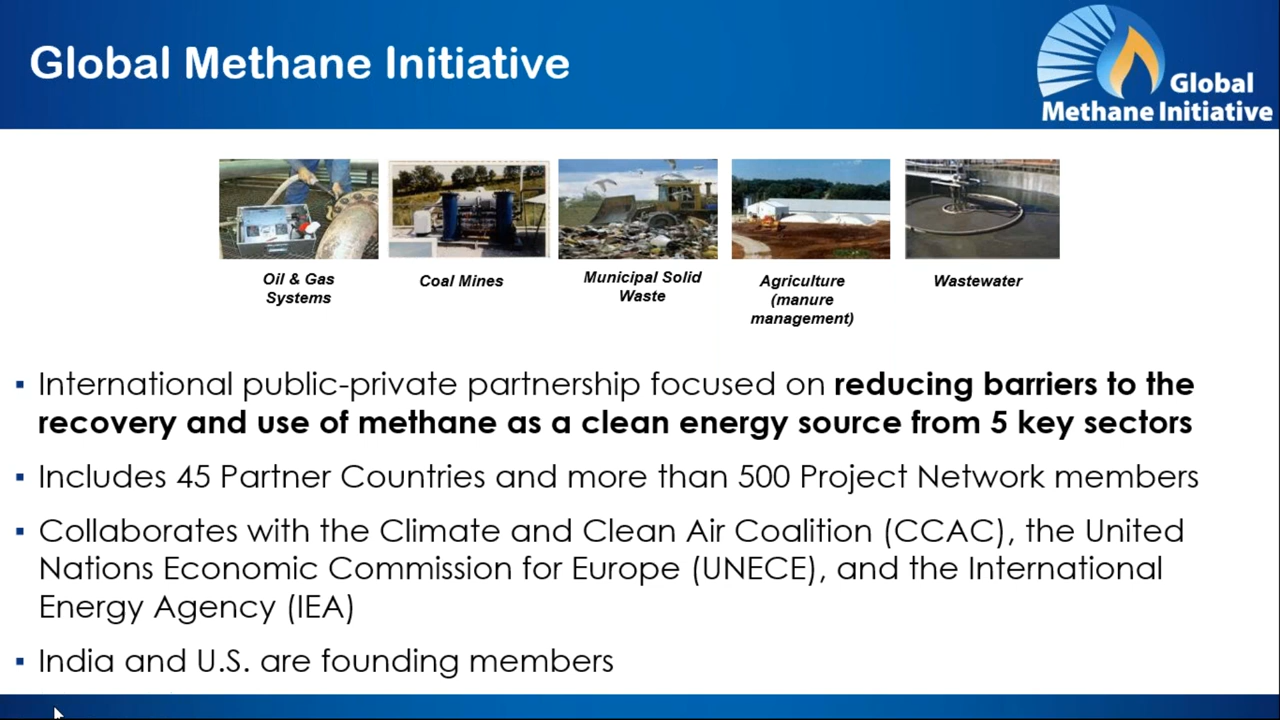 Global Methane Initiative
Global
Methane Initiative
Oil & Gas
Systems
Coal Mines
Municipal Solid
Waste
Agriculture
(manure
management)
Wastewater
▪ International public-private partnership focused on reducing barriers to the
recovery and use of methane as a clean energy source from 5 key sectors
▪ Includes 45 Partner Countries and more than 500 Project Network members
▪ Collaborates with the Climate and Clean Air Coalition (CCAC), the United
Nations Economic Commission for Europe (UNECE), and the International
Energy Agency (IEA)
▪ India and U.S. are founding members